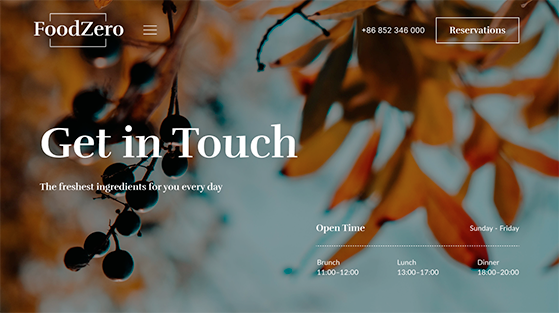 FoodZero
+86 852 346 000
Reservations
Get in Touch
The freshest ingredients for you every day
Open Time
Sunday - Friday
Brunch
11:00–12:00
Lunch
13:00–17:00
Dinner
18:00–20:00